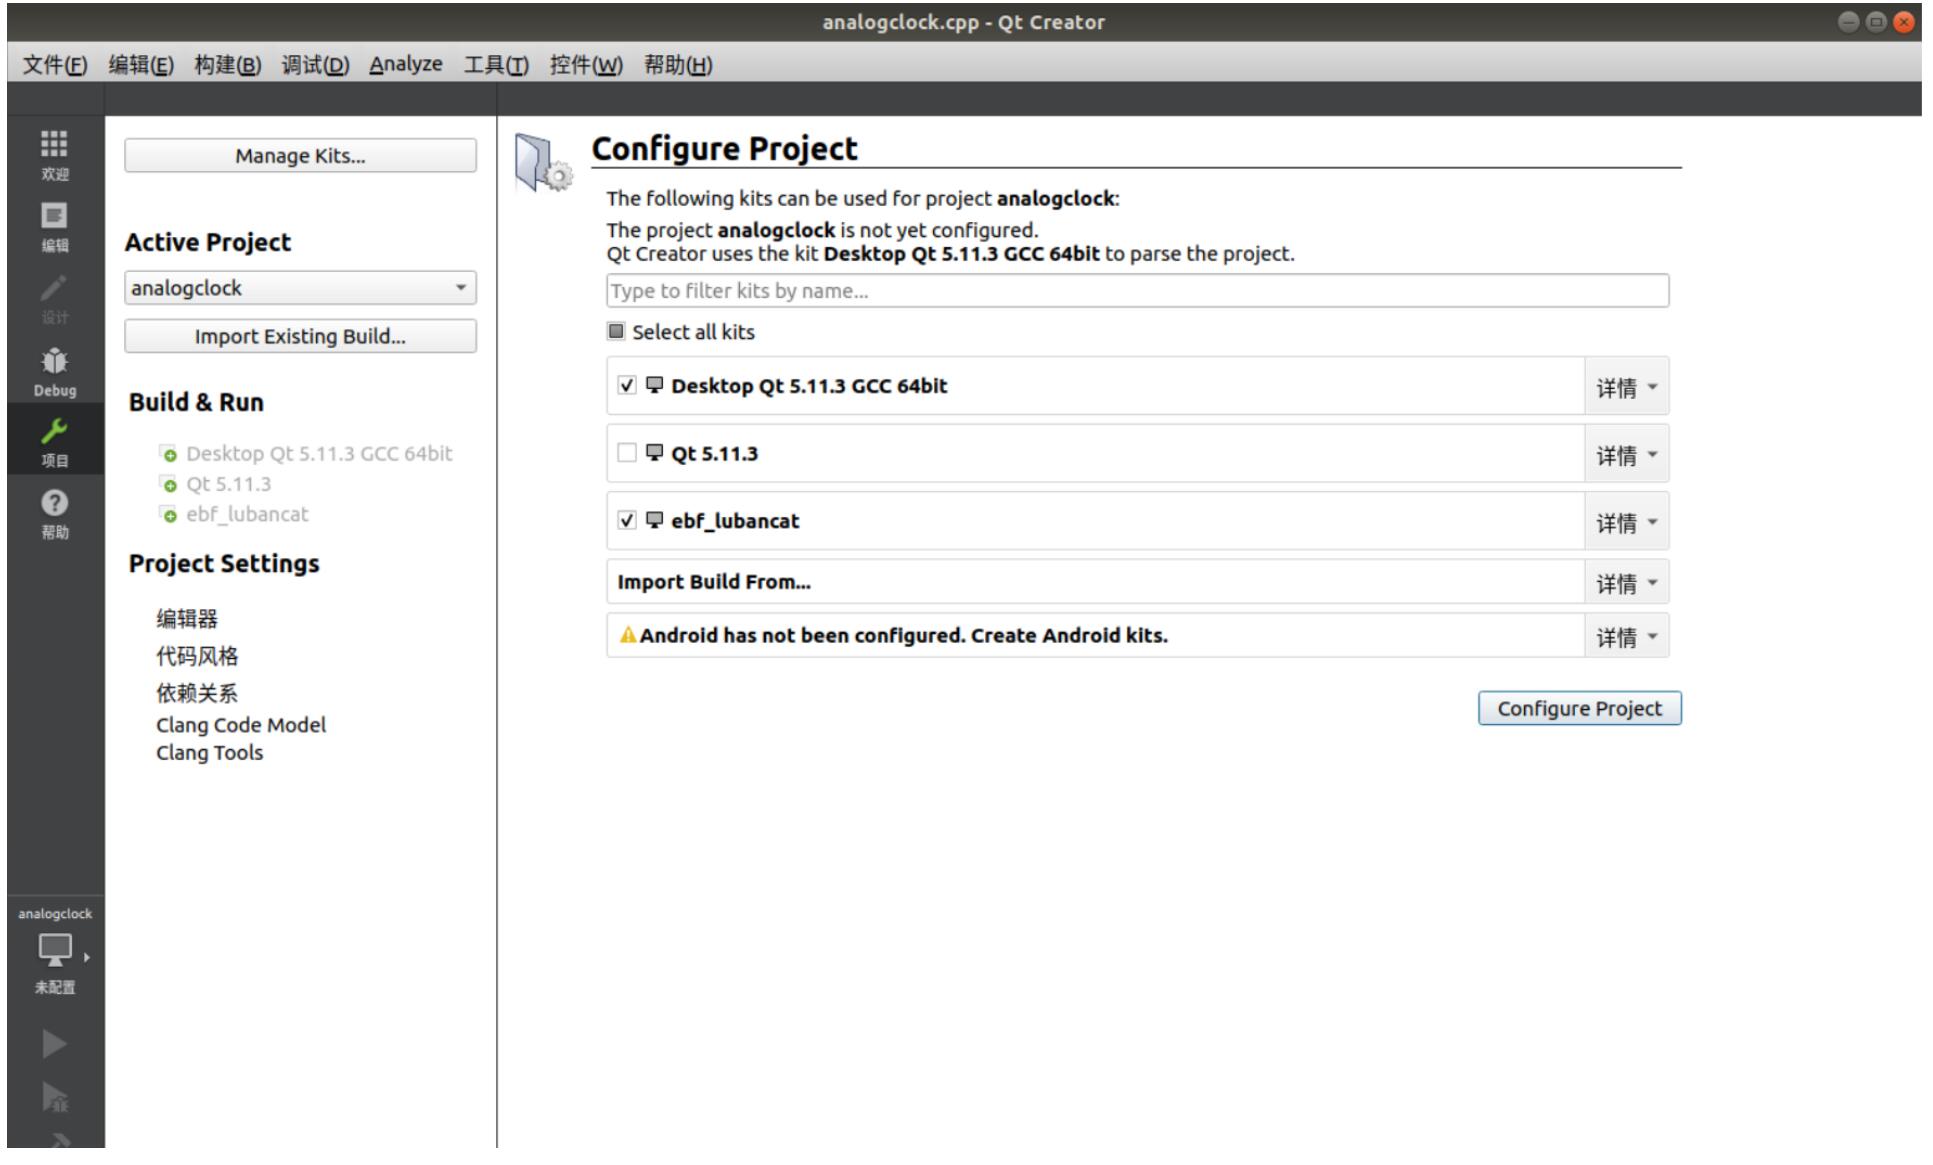 analogclock.cpp - Qt Creator
文件(F) 编辑(E) 构建(B) 调试(D) Analyze 工具(T) 控件(W) 帮助(H)
欢迎
编辑
设计
Debug
项目
帮助
analogclock
未配置
Manage Kits...
Active Project
analogclock
Import Existing Build...
Build & Run
Desktop Qt 5.11.3 GCC 64bit
Qt 5.11.3
ebf_lubancat
Project Settings
编辑器
代码风格
依赖关系
Clang Code Model
Clang Tools
Configure Project
The following kits can be used for project analogclock:
The project analogclock is not yet configured.
Qt Creator uses the kit Desktop Qt 5.11.3 GCC 64bit to parse the project.
Type to filter kits by name...
Select all kits
Desktop Qt 5.11.3 GCC 64bit 详情
Qt 5.11.3 详情
ebf_lubancat 详情
Import Build From... 详情
Android has not been configured. Create Android kits. 详情
Configure Project